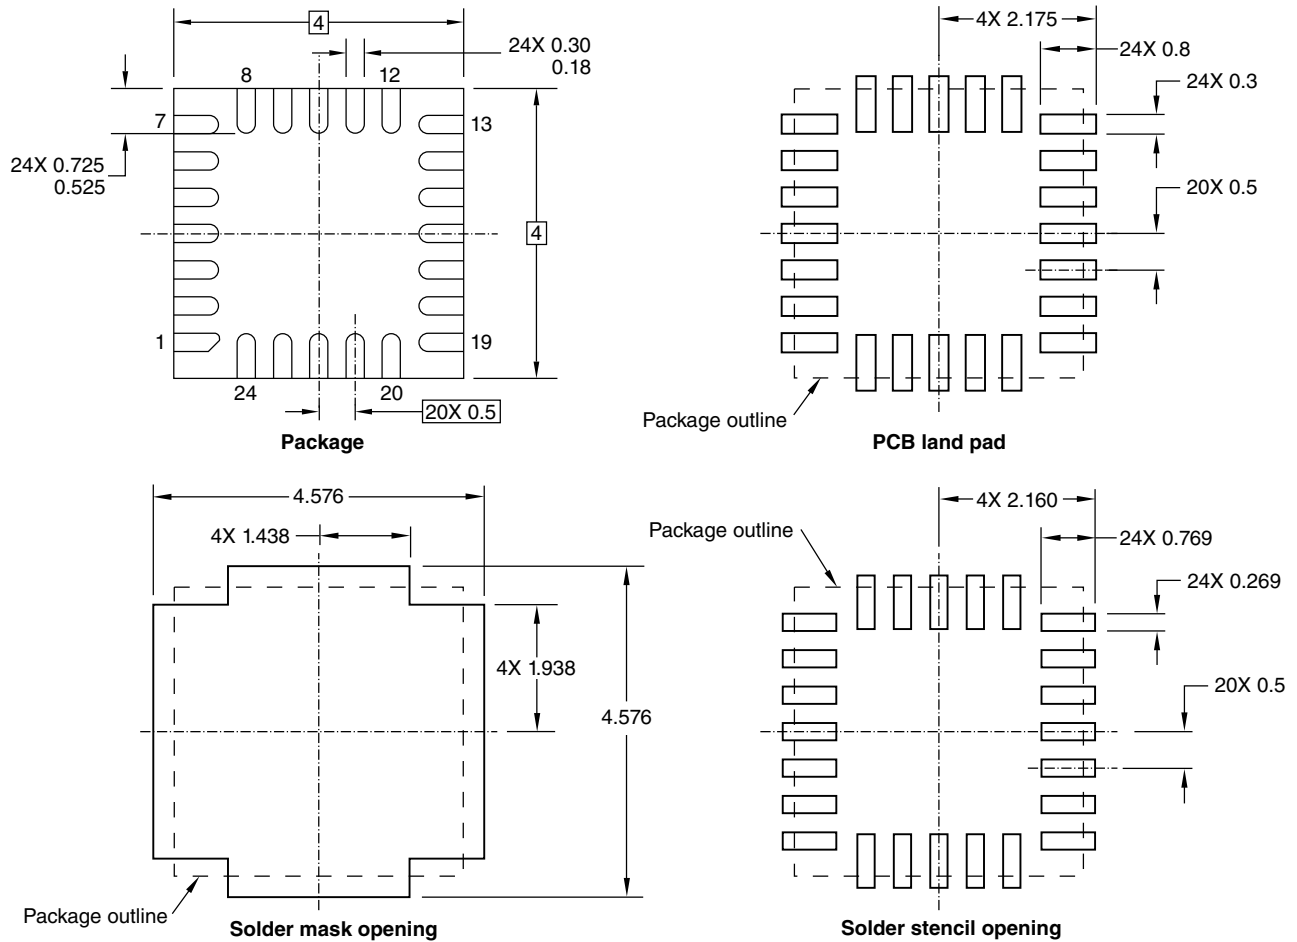 4
24X 0.30
0.18
8
12
7
13
24X 0.725
0.525
4
1
19
24
20
20X 0.5
Package
4X 2.175
24X 0.8
24X 0.3
20X 0.5
Package outline
PCB land pad
4.576
4X 1.438
4X 1.938
4.576
Package outline
Solder mask opening
4X 2.160
Package outline
24X 0.769
24X 0.269
20X 0.5
Solder stencil opening